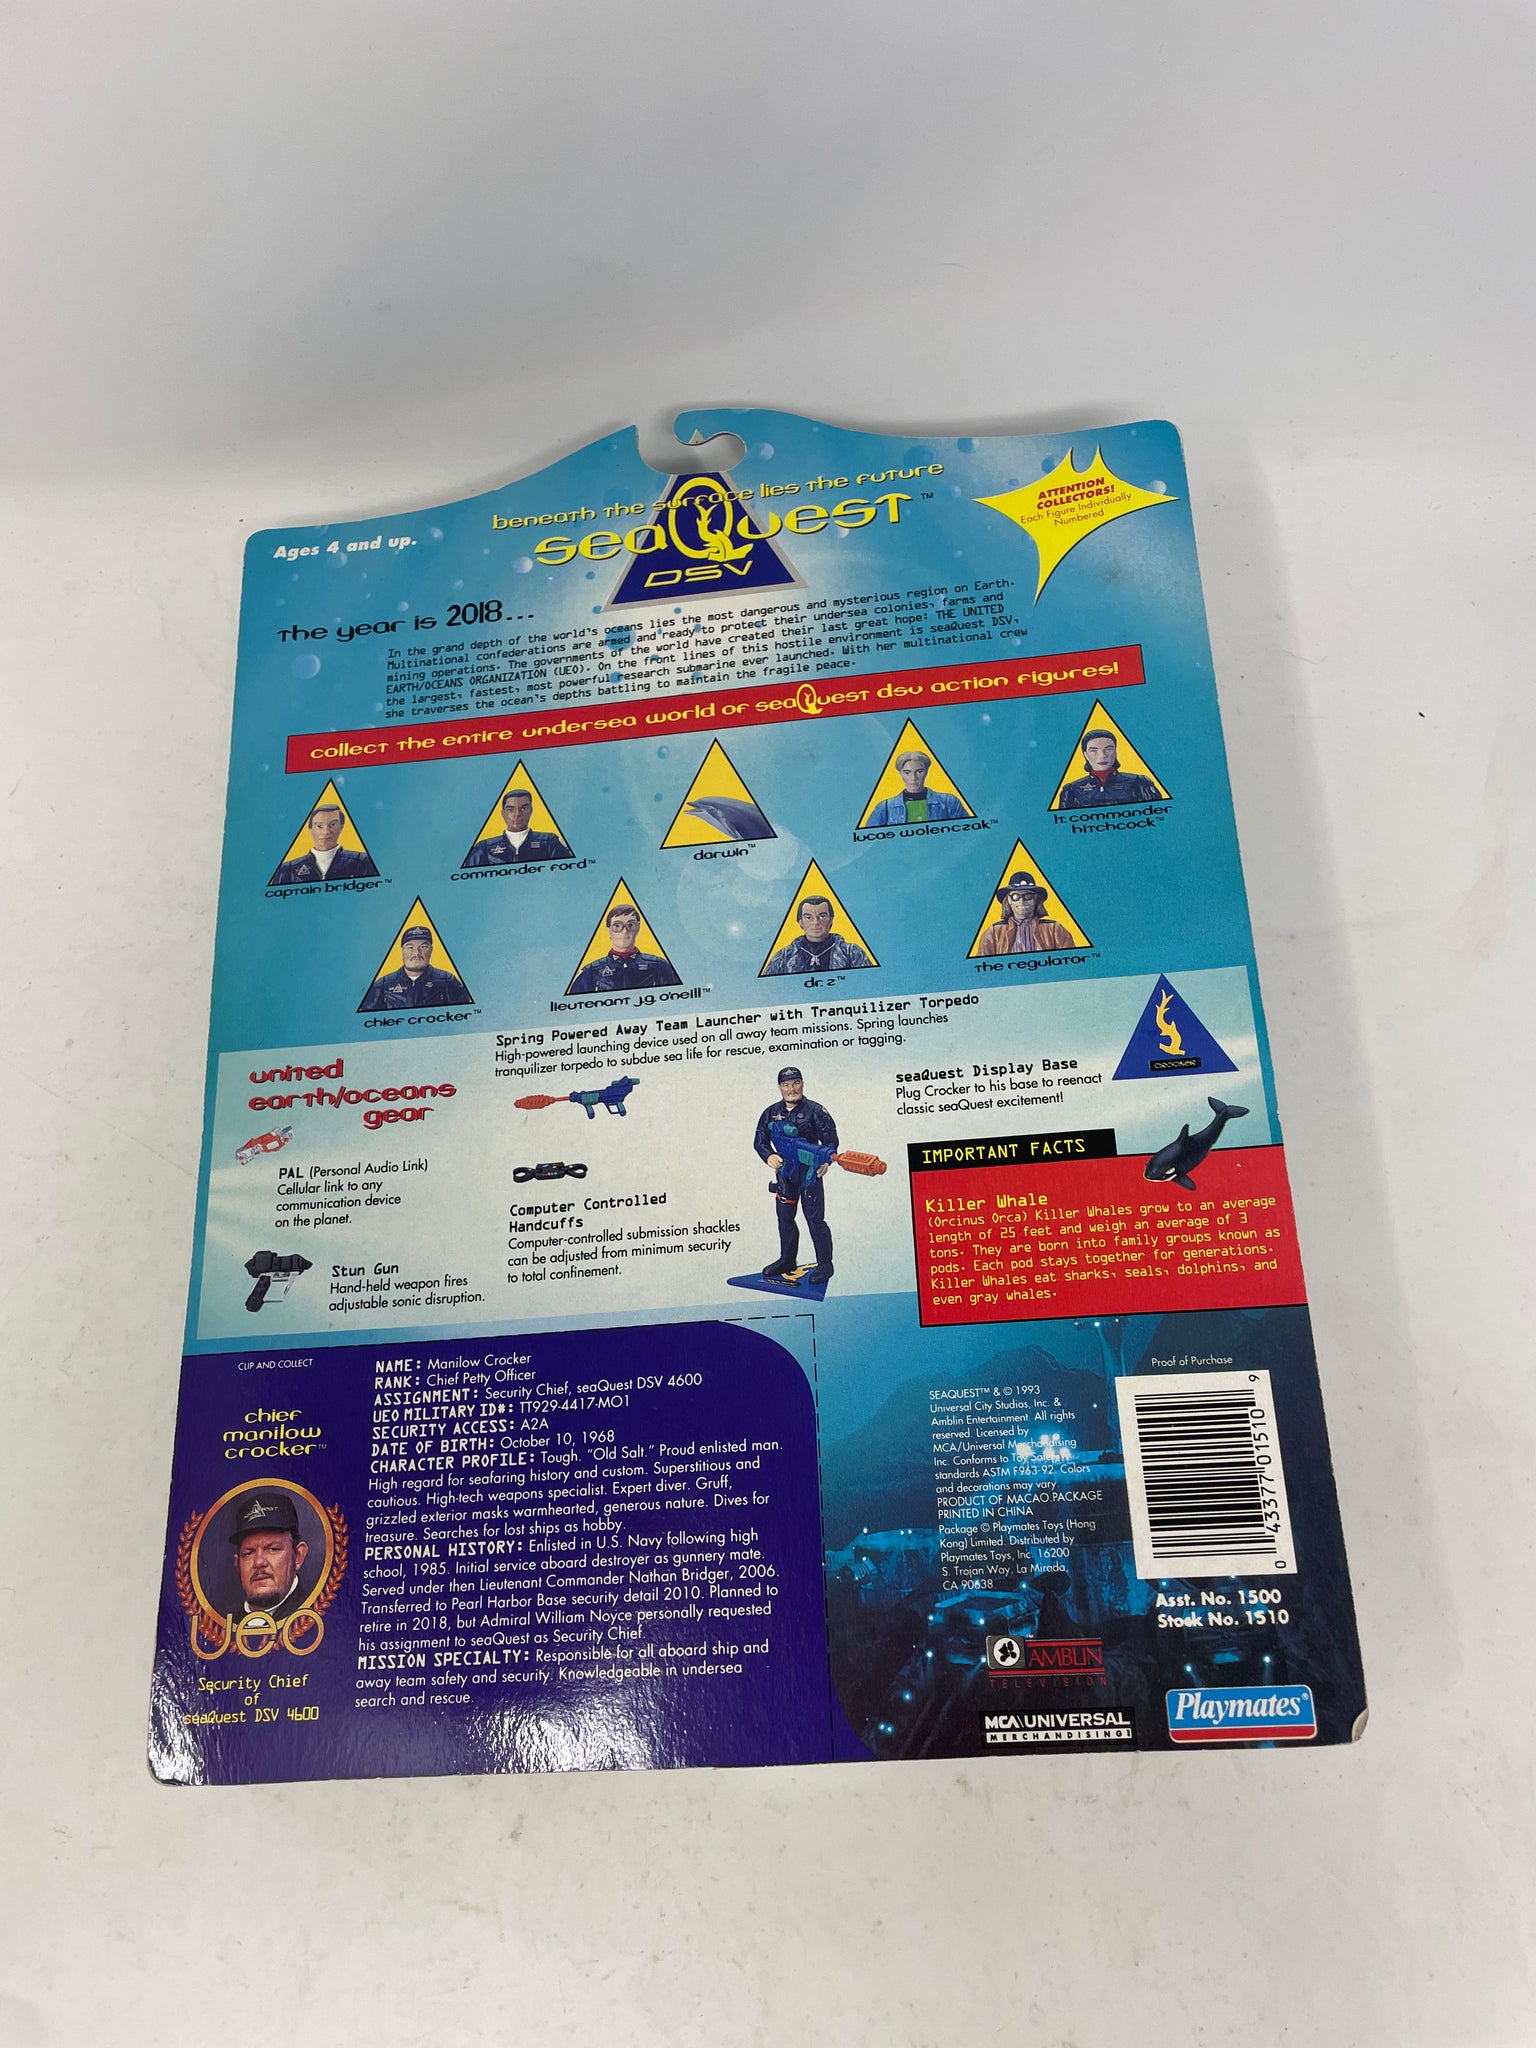 Ages 4 and up.
beneath the surface lies the future
seaQuest™
DSV
ATTENTION
COLLECTORS!
Each Figure Individually
Numbered
The year is 2018...
In the grand depth of the world's oceans lies the most dangerous and mysterious region on Earth.
Multinational confederations are armed and ready to protect their undersea colonies, farms and
mining operations. The governments of the world have created their last great hope: THE UNITED
EARTH/OCEANS ORGANIZATION (UEO). On the front lines of this hostile environment is seaQuest DSV,
the largest, fastest, most powerful research submarine ever launched. With her multinational crew
she traverses the ocean's depths battling to maintain the fragile peace.
collect the entire undersea world of seaQuest dsv action figures!
captain bridger™
commander ford™
darwin™
lucas wolenczak™
lt. commander
hitchcock™
chief crocker™
lieutenant j.g. o'neill™
dr. z™
the regulator™
united
earth/oceans
gear
Spring Powered Away Team Launcher with Tranquilizer Torpedo
High-powered launching device used on all away team missions. Spring launches
tranquilizer torpedo to subdue sea life for rescue, examination or tagging.
PAL (Personal Audio Link)
Cellular link to any
communication device
on the planet.
Stun Gun
Hand-held weapon fires
adjustable sonic disruption.
Computer Controlled
Handcuffs
Computer-controlled submission shackles
can be adjusted from minimum security
to total confinement.
seaQuest Display Base
Plug Crocker to his base to reenact
classic seaQuest excitement!
CROCKER
IMPORTANT FACTS
Killer Whale
(Orcinus Orca) Killer Whales grow to an average
length of 25 feet and weigh an average of 3
tons. They are born into family groups known as
pods. Each pod stays together for generations.
Killer Whales eat sharks, seals, dolphins, and
even gray whales.
CLIP AND COLLECT
chief
manilow
crocker™
ueo
Security Chief
of
seaQuest DSV 4600
NAME: Manilow Crocker
RANK: Chief Petty Officer
ASSIGNMENT: Security Chief, seaQuest DSV 4600
UEO MILITARY ID#: TT929-4417-MO1
SECURITY ACCESS: A2A
DATE OF BIRTH: October 10, 1968
CHARACTER PROFILE: Tough. "Old Salt." Proud enlisted man.
High regard for seafaring history and custom. Superstitious and
cautious. High-tech weapons specialist. Expert diver. Gruff,
grizzled exterior masks warmhearted, generous nature. Dives for
treasure. Searches for lost ships as hobby.
PERSONAL HISTORY: Enlisted in U.S. Navy following high
school, 1985. Initial service aboard destroyer as gunnery mate.
Served under then Lieutenant Commander Nathan Bridger, 2006.
Transferred to Pearl Harbor Base security detail 2010. Planned to
retire in 2018, but Admiral William Noyce personally requested
his assignment to seaQuest as Security Chief.
MISSION SPECIALTY: Responsible for all aboard ship and
away team safety and security. Knowledgeable in undersea
search and rescue.
SEAQUEST™ & © 1993
Universal City Studios, Inc. &
Amblin Entertainment. All rights
reserved. Licensed by
MCA/Universal Merchandising
Inc. Conforms to Toy Safety
standards ASTM F963-92. Colors
and decorations may vary.
PRODUCT OF MACAO.PACKAGE
PRINTED IN CHINA
Package © Playmates Toys (Hong
Kong) Limited. Distributed by
Playmates Toys, Inc. 16200
S. Trojan Way, La Mirada,
CA 90638
Proof of Purchase
0 43377 01510 9
Asst. No. 1500
Stock No. 1510
AMBLIN
TELEVISION
MCA UNIVERSAL
MERCHANDISING
Playmates®